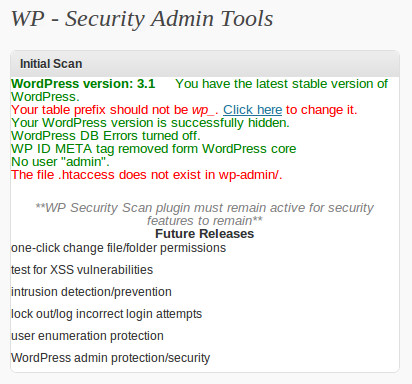 WP - Security Admin Tools
Initial Scan
WordPress version: 3.1 You have the latest stable version of
WordPress.
Your table prefix should not be wp_. Click here to change it.
Your WordPress version is successfully hidden.
WordPress DB Errors turned off.
WP ID META tag removed form WordPress core
No user "admin".
The file .htaccess does not exist in wp-admin/.
**WP Security Scan plugin must remain active for security
features to remain**
Future Releases
one-click change file/folder permissions
test for XSS vulnerabilities
intrusion detection/prevention
lock out/log incorrect login attempts
user enumeration protection
WordPress admin protection/security